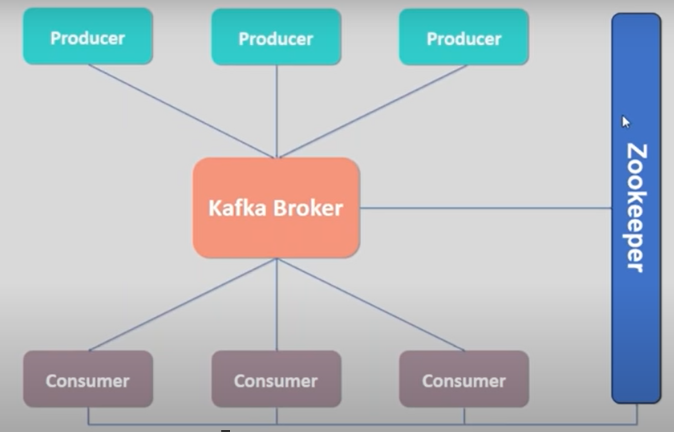 Producer
Producer
Producer
Kafka Broker
Zookeeper
Consumer
Consumer
Consumer